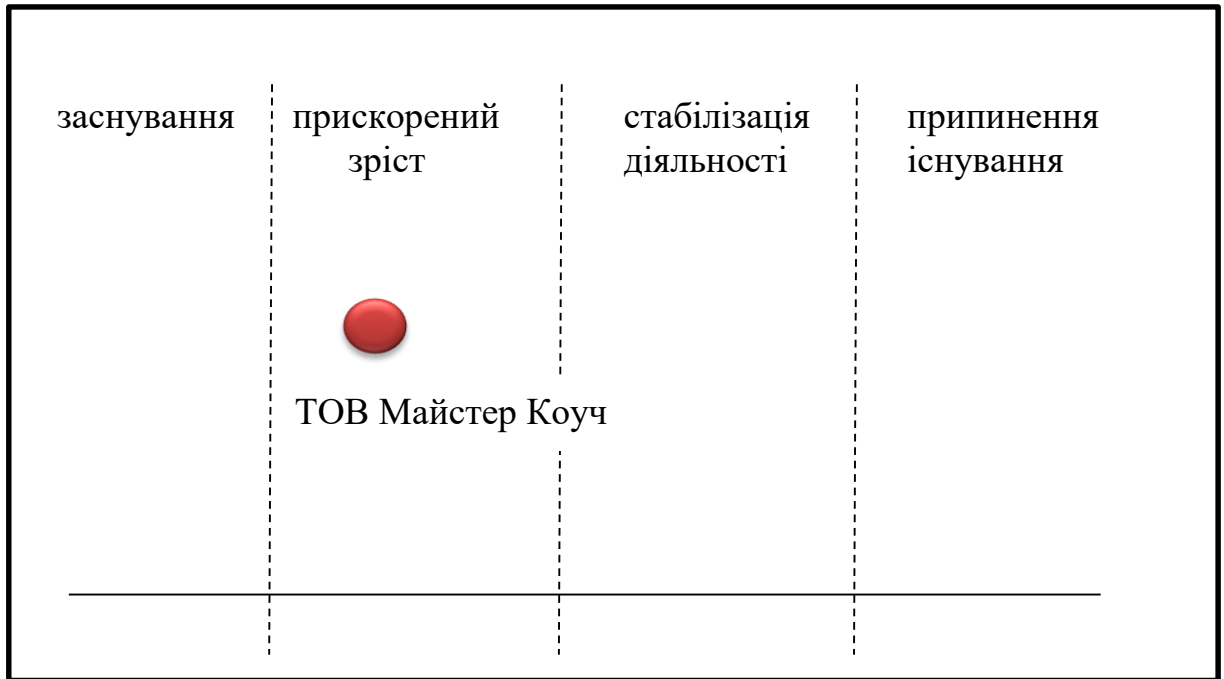 заснування
прискорений
зріст
стабілізація
діяльності
припинення
існування
ТОВ Майстер Коуч